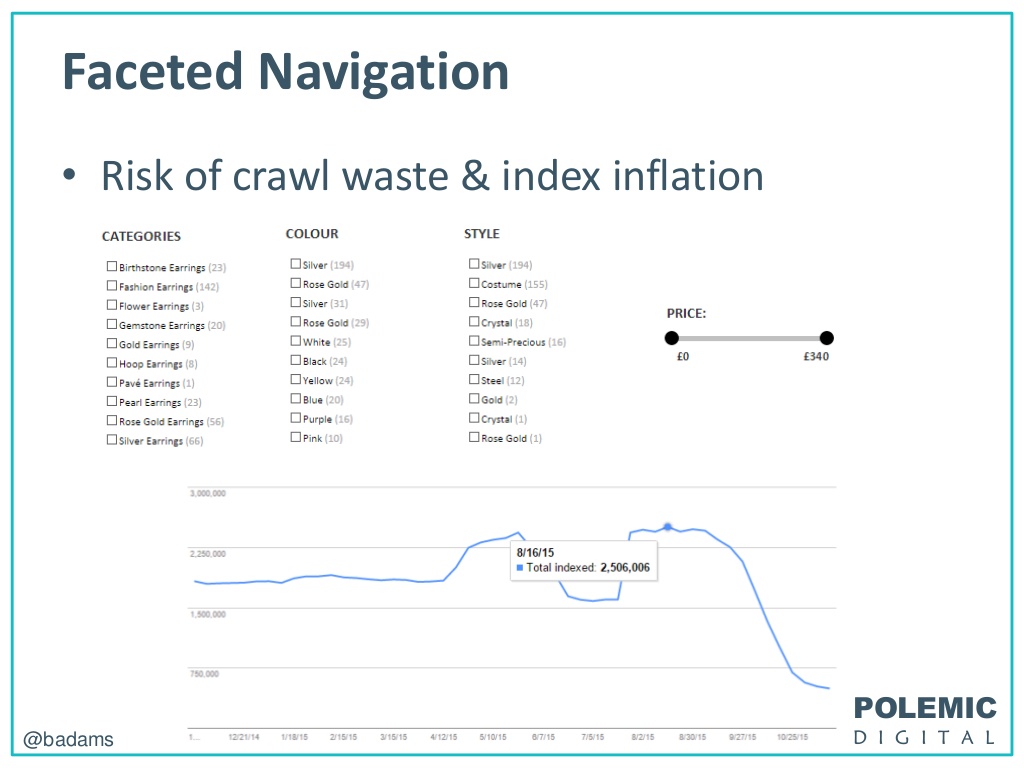 Faceted Navigation
• Risk of crawl waste & index inflation
CATEGORIES
Birthstone Earrings (23)
Fashion Earrings (142)
Flower Earrings (3)
Gemstone Earrings (20)
Gold Earrings (9)
Hoop Earrings (8)
Pavé Earrings (1)
Pearl Earrings (23)
Rose Gold Earrings (56)
Silver Earrings (66)
COLOUR
Silver (194)
Rose Gold (47)
Silver (31)
Rose Gold (29)
White (25)
Black (24)
Yellow (24)
Blue (20)
Purple (16)
Pink (10)
STYLE
Silver (194)
Costume (155)
Rose Gold (47)
Crystal (18)
Semi-Precious (16)
Silver (14)
Steel (12)
Gold (2)
Crystal (1)
Rose Gold (1)
PRICE:
£0 £340
3,000,000
2,250,000
1,500,000
750,000
8/16/15
Total indexed: 2,506,006
1... 12/21/14 1/18/15 2/15/15 3/15/15 4/12/15 5/10/15 6/7/15 7/5/15 8/2/15 8/30/15 9/27/15 10/25/15
@badams
POLEMIC
DIGITAL